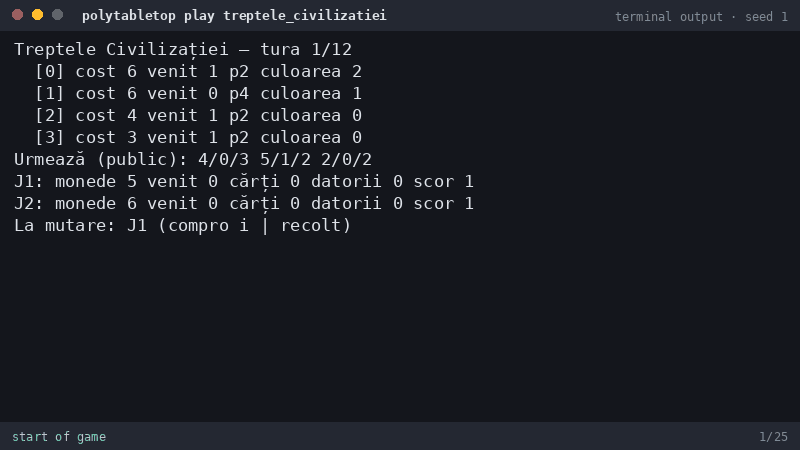 polytabletop play treptele_civilizatiei
terminal output · seed 1
Treptele Civilizației — tura 1/12
[0] cost 6 venit 1 p2 culoarea 2
[1] cost 6 venit 0 p4 culoarea 1
[2] cost 4 venit 1 p2 culoarea 0
[3] cost 3 venit 1 p2 culoarea 0
Urmează (public): 4/0/3 5/1/2 2/0/2
J1: monede 5 venit 0 cărți 0 datorii 0 scor 1
J2: monede 6 venit 0 cărți 0 datorii 0 scor 1
La mutare: J1 (compro i | recolt)
start of game
1/25